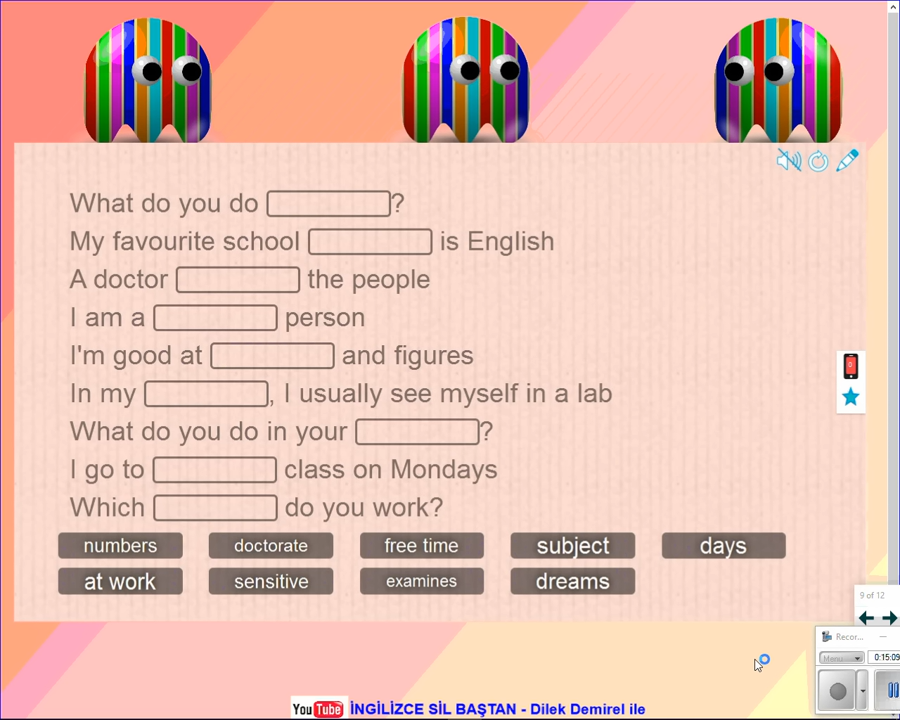 What do you do ?
My favourite school is English
A doctor the people
I am a person
I'm good at and figures
In my , I usually see myself in a lab
What do you do in your ?
I go to class on Mondays
Which do you work?
numbers doctorate free time subject days
at work sensitive examines dreams
9 of 12
Recor...
Menu... 0:15:09
YouTube İNGİLİZCE SİL BAŞTAN - Dilek Demirel ile